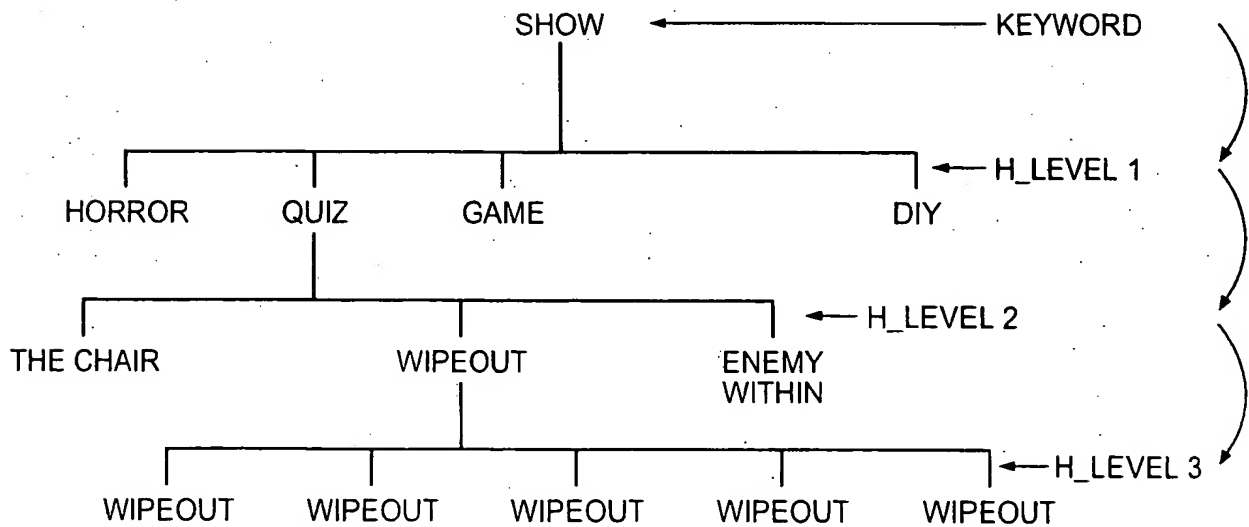 SHOW KEYWORD
H_LEVEL 1
HORROR QUIZ GAME DIY
H_LEVEL 2
THE CHAIR WIPEOUT ENEMY
WITHIN
H_LEVEL 3
WIPEOUT WIPEOUT WIPEOUT WIPEOUT WIPEOUT